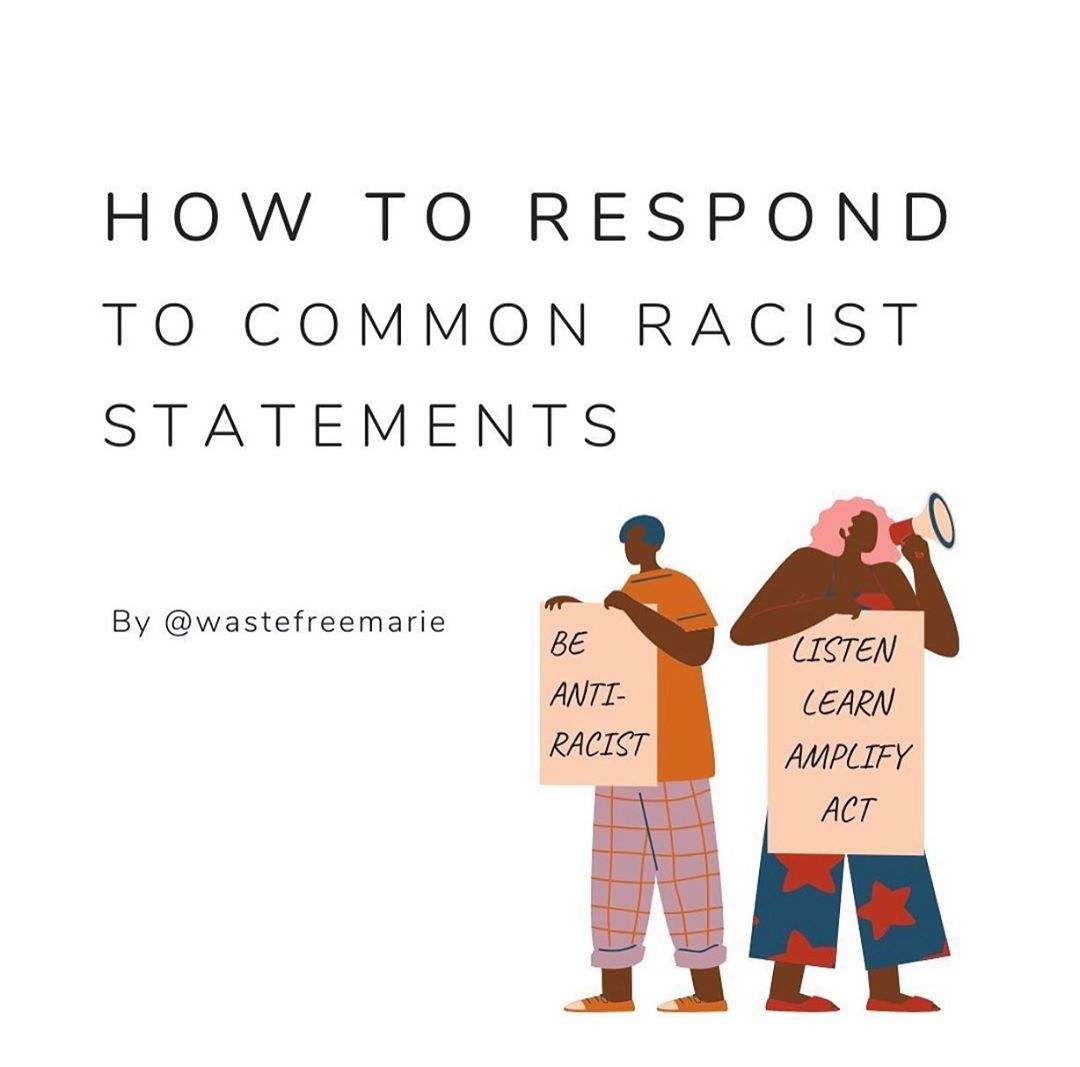 HOW TO RESPOND
TO COMMON RACIST
STATEMENTS
By @wastefreemarie
BE
ANTI-
RACIST
LISTEN
LEARN
AMPLIFY
ACT